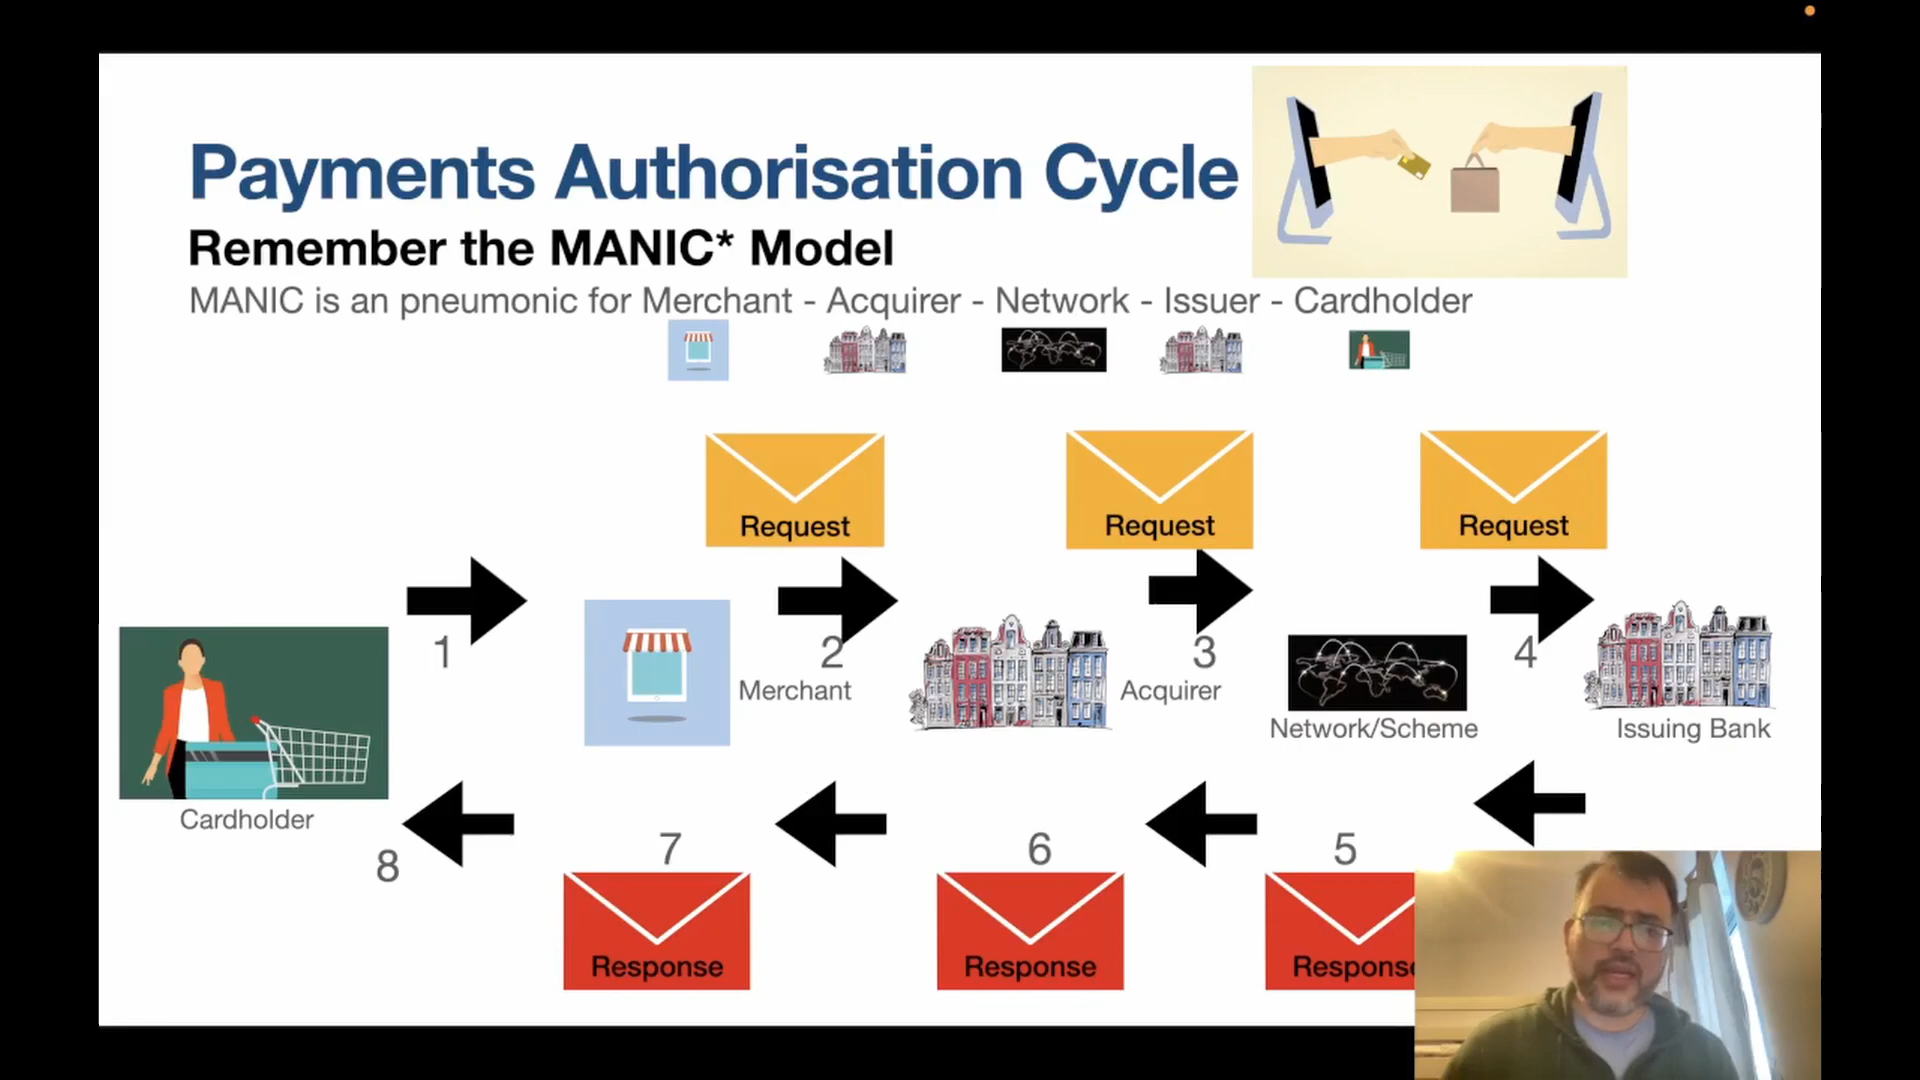 Payments Authorisation Cycle
Remember the MANIC* Model
MANIC is an pneumonic for Merchant - Acquirer - Network - Issuer - Cardholder
Request
Request
Request
1
2
3
4
Merchant
Acquirer
Network/Scheme
Issuing Bank
Cardholder
8
7
6
5
Response
Response
Response